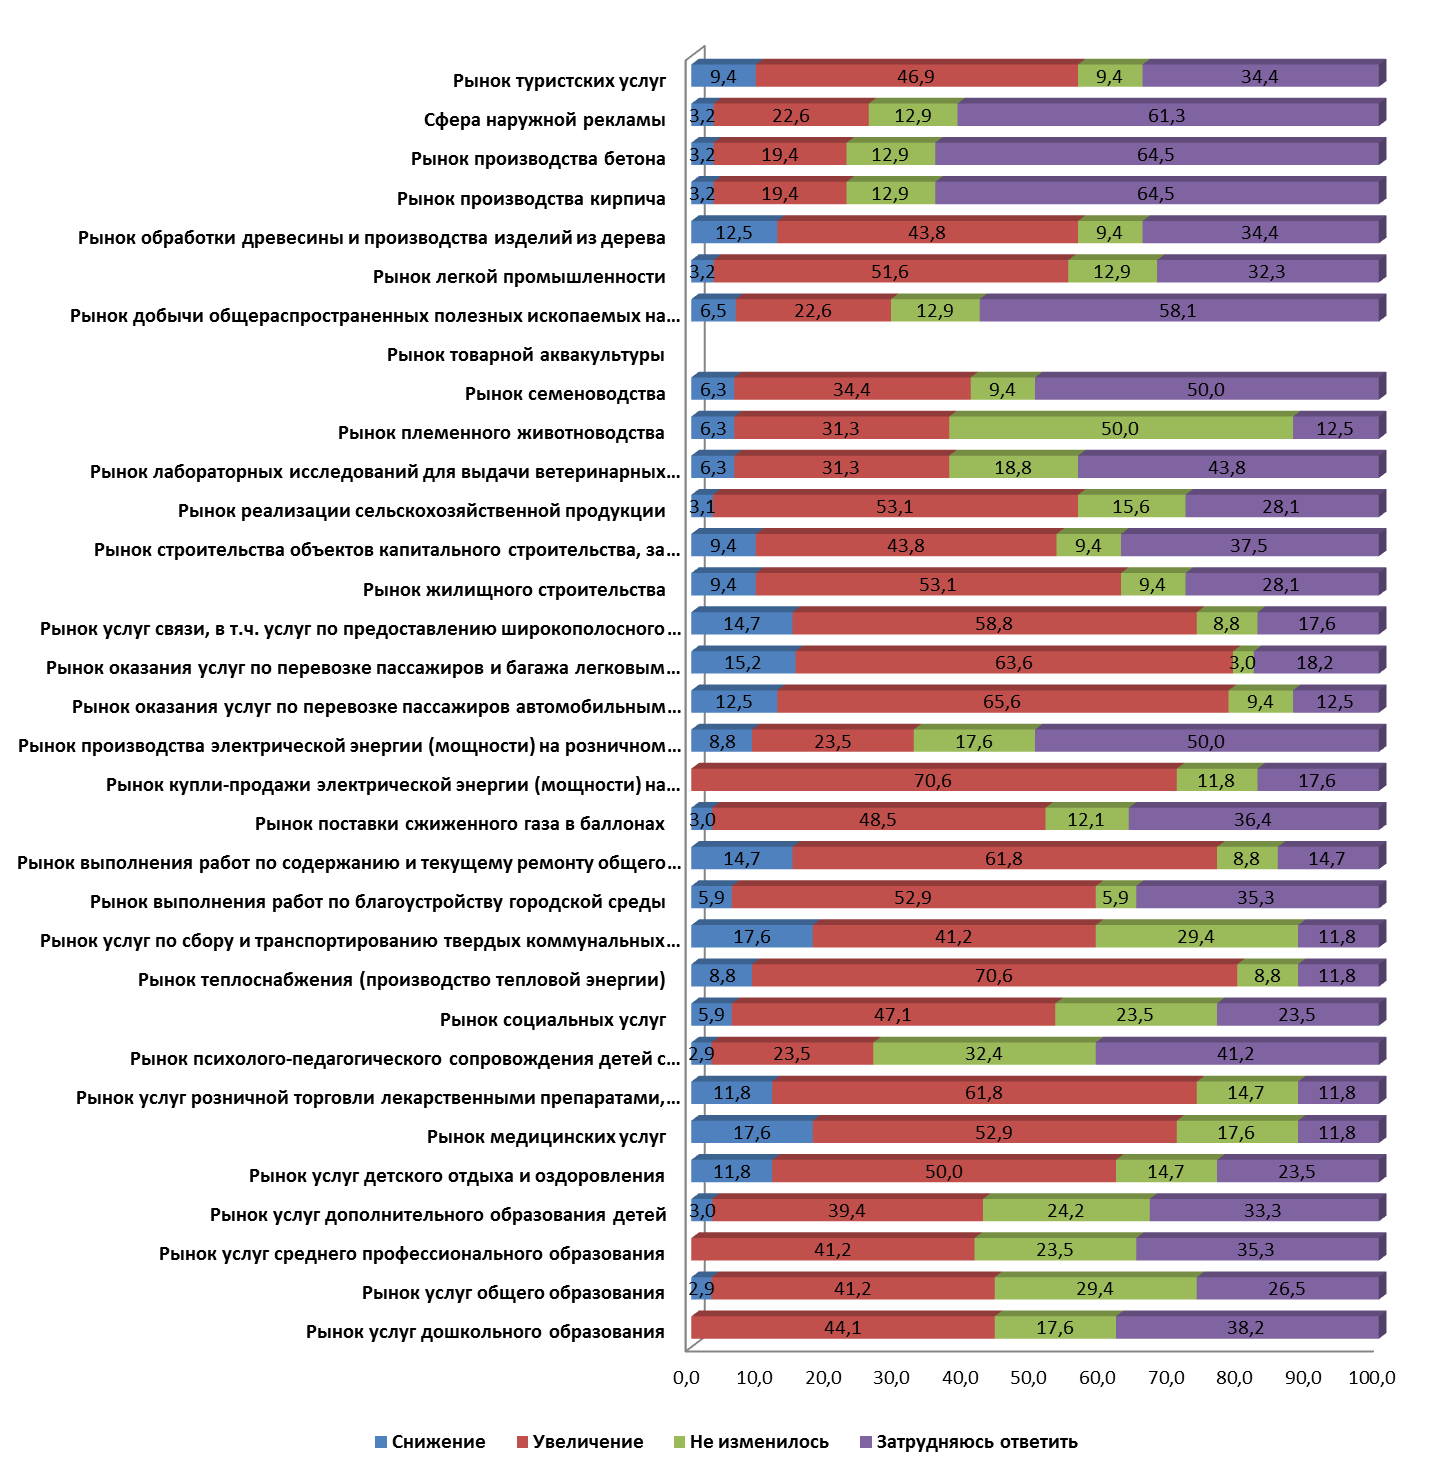 Рынок туристских услуг 9,4 46,9 9,4 34,4
Сфера наружной рекламы 3,2 22,6 12,9 61,3
Рынок производства бетона 3,2 19,4 12,9 64,5
Рынок производства кирпича 3,2 19,4 12,9 64,5
Рынок обработки древесины и производства изделий из дерева 12,5 43,8 9,4 34,4
Рынок легкой промышленности 3,2 51,6 12,9 32,3
Рынок добычи общераспространенных полезных ископаемых на... 6,5 22,6 12,9 58,1
Рынок товарной аквакультуры
Рынок семеноводства 6,3 34,4 9,4 50,0
Рынок племенного животноводства 6,3 31,3 50,0 12,5
Рынок лабораторных исследований для выдачи ветеринарных... 6,3 31,3 18,8 43,8
Рынок реализации сельскохозяйственной продукции 3,1 53,1 15,6 28,1
Рынок строительства объектов капитального строительства, за... 9,4 43,8 9,4 37,5
Рынок жилищного строительства 9,4 53,1 9,4 28,1
Рынок услуг связи, в т.ч. услуг по предоставлению широкополосного... 14,7 58,8 8,8 17,6
Рынок оказания услуг по перевозке пассажиров и багажа легковым... 15,2 63,6 3,0 18,2
Рынок оказания услуг по перевозке пассажиров автомобильным... 12,5 65,6 9,4 12,5
Рынок производства электрической энергии (мощности) на розничном... 8,8 23,5 17,6 50,0
Рынок купли-продажи электрической энергии (мощности) на... 70,6 11,8 17,6
Рынок поставки сжиженного газа в баллонах 3,0 48,5 12,1 36,4
Рынок выполнения работ по содержанию и текущему ремонту общего... 14,7 61,8 8,8 14,7
Рынок выполнения работ по благоустройству городской среды 5,9 52,9 5,9 35,3
Рынок услуг по сбору и транспортированию твердых коммунальных... 17,6 41,2 29,4 11,8
Рынок теплоснабжения (производство тепловой энергии) 8,8 70,6 8,8 11,8
Рынок социальных услуг 5,9 47,1 23,5 23,5
Рынок психолого-педагогического сопровождения детей с... 2,9 23,5 32,4 41,2
Рынок услуг розничной торговли лекарственными препаратами,... 11,8 61,8 14,7 11,8
Рынок медицинских услуг 17,6 52,9 17,6 11,8
Рынок услуг детского отдыха и оздоровления 11,8 50,0 14,7 23,5
Рынок услуг дополнительного образования детей 3,0 39,4 24,2 33,3
Рынок услуг среднего профессионального образования 41,2 23,5 35,3
Рынок услуг общего образования 2,9 41,2 29,4 26,5
Рынок услуг дошкольного образования 44,1 17,6 38,2
0,0 10,0 20,0 30,0 40,0 50,0 60,0 70,0 80,0 90,0 100,0
Снижение Увеличение Не изменилось Затрудняюсь ответить